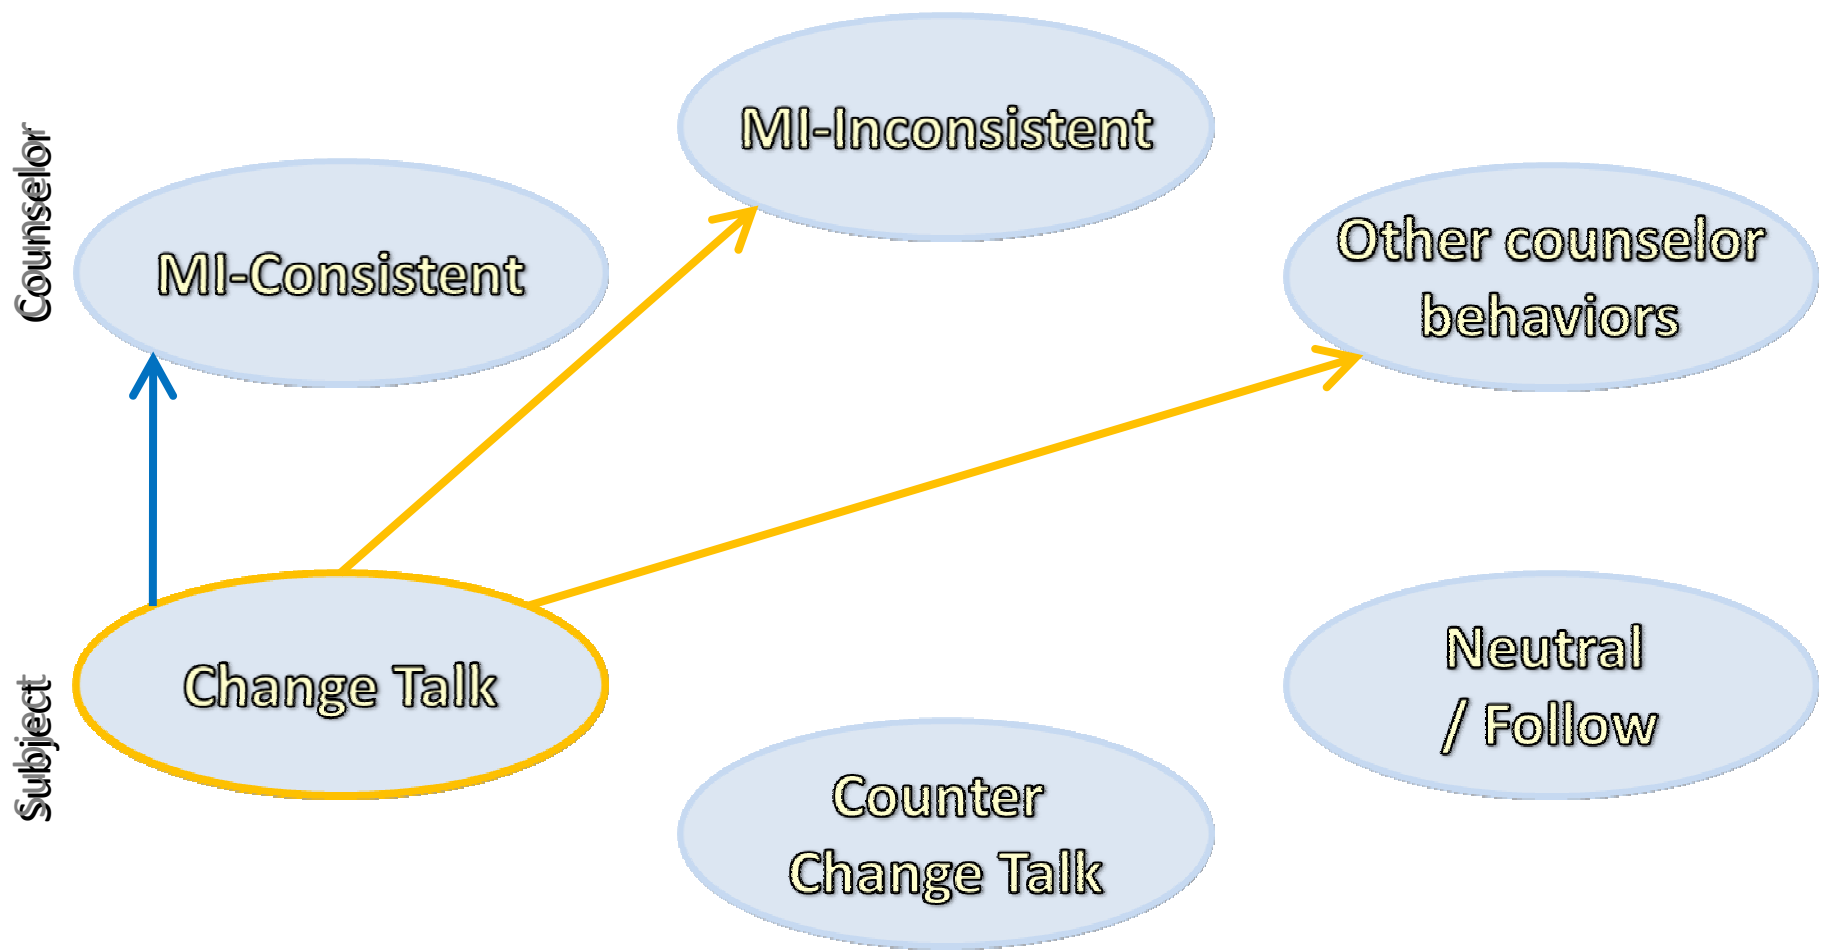 Counselor
MI-Consistent
MI-Inconsistent
Other counselor
behaviors
Subject
Change Talk
Counter
Change Talk
Neutral
/ Follow